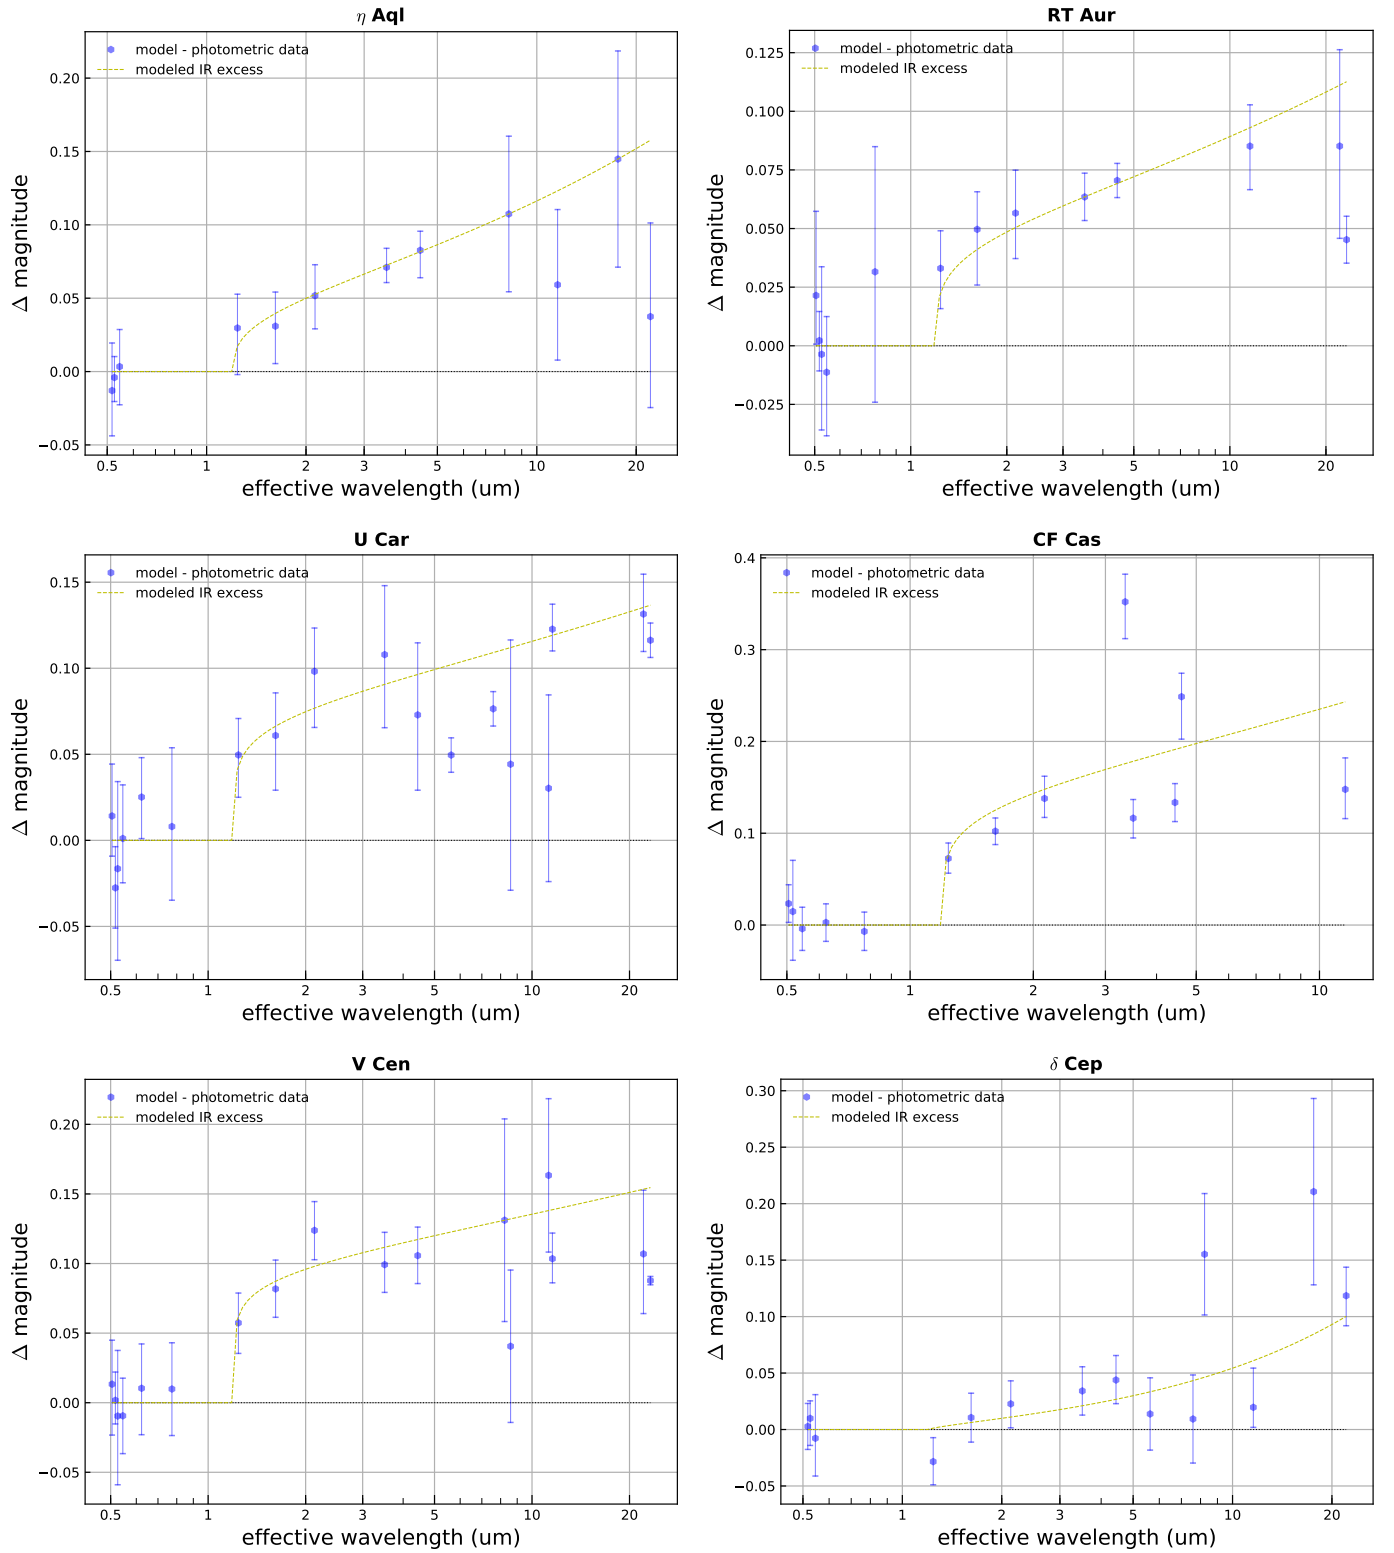 η Aql
model - photometric data
modeled IR excess
0.20
0.15
0.10
0.05
0.00
−0.05
Δ magnitude
0.5 1 2 3 5 10 20
effective wavelength (um)
RT Aur
model - photometric data
modeled IR excess
0.125
0.100
0.075
0.050
0.025
0.000
−0.025
Δ magnitude
0.5 1 2 5 10 20
effective wavelength (um)
U Car
model - photometric data
modeled IR excess
0.15
0.10
0.05
0.00
−0.05
Δ magnitude
0.5 1 2 3 5 10 20
effective wavelength (um)
CF Cas
model - photometric data
modeled IR excess
0.4
0.3
0.2
0.1
0.0
Δ magnitude
0.5 1 2 3 5 10
effective wavelength (um)
V Cen
model - photometric data
modeled IR excess
0.20
0.15
0.10
0.05
0.00
−0.05
Δ magnitude
0.5 1 2 3 5 10 20
effective wavelength (um)
δ Cep
model - photometric data
modeled IR excess
0.30
0.25
0.20
0.15
0.10
0.05
0.00
−0.05
Δ magnitude
0.5 1 2 3 5 10 20
effective wavelength (um)